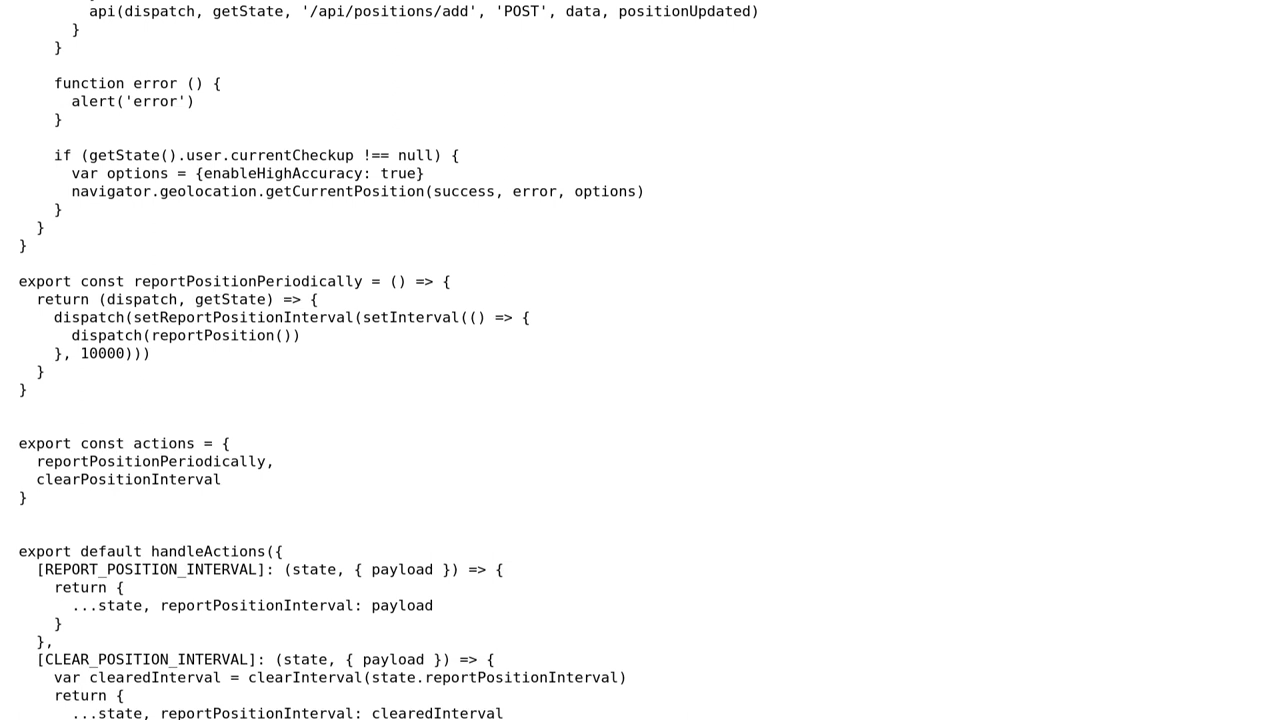 api(dispatch, getState, '/api/positions/add', 'POST', data, positionUpdated)
      }
    }

    function error () {
      alert('error')
    }

    if (getState().user.currentCheckup !== null) {
      var options = {enableHighAccuracy: true}
      navigator.geolocation.getCurrentPosition(success, error, options)
    }
  }
}

export const reportPositionPeriodically = () => {
  return (dispatch, getState) => {
    dispatch(setReportPositionInterval(setInterval(() => {
      dispatch(reportPosition())
    }, 10000)))
  }
}


export const actions = {
  reportPositionPeriodically,
  clearPositionInterval
}


export default handleActions({
  [REPORT_POSITION_INTERVAL]: (state, { payload }) => {
    return {
      ...state, reportPositionInterval: payload
    }
  },
  [CLEAR_POSITION_INTERVAL]: (state, { payload }) => {
    var clearedInterval = clearInterval(state.reportPositionInterval)
    return {
      ...state, reportPositionInterval: clearedInterval